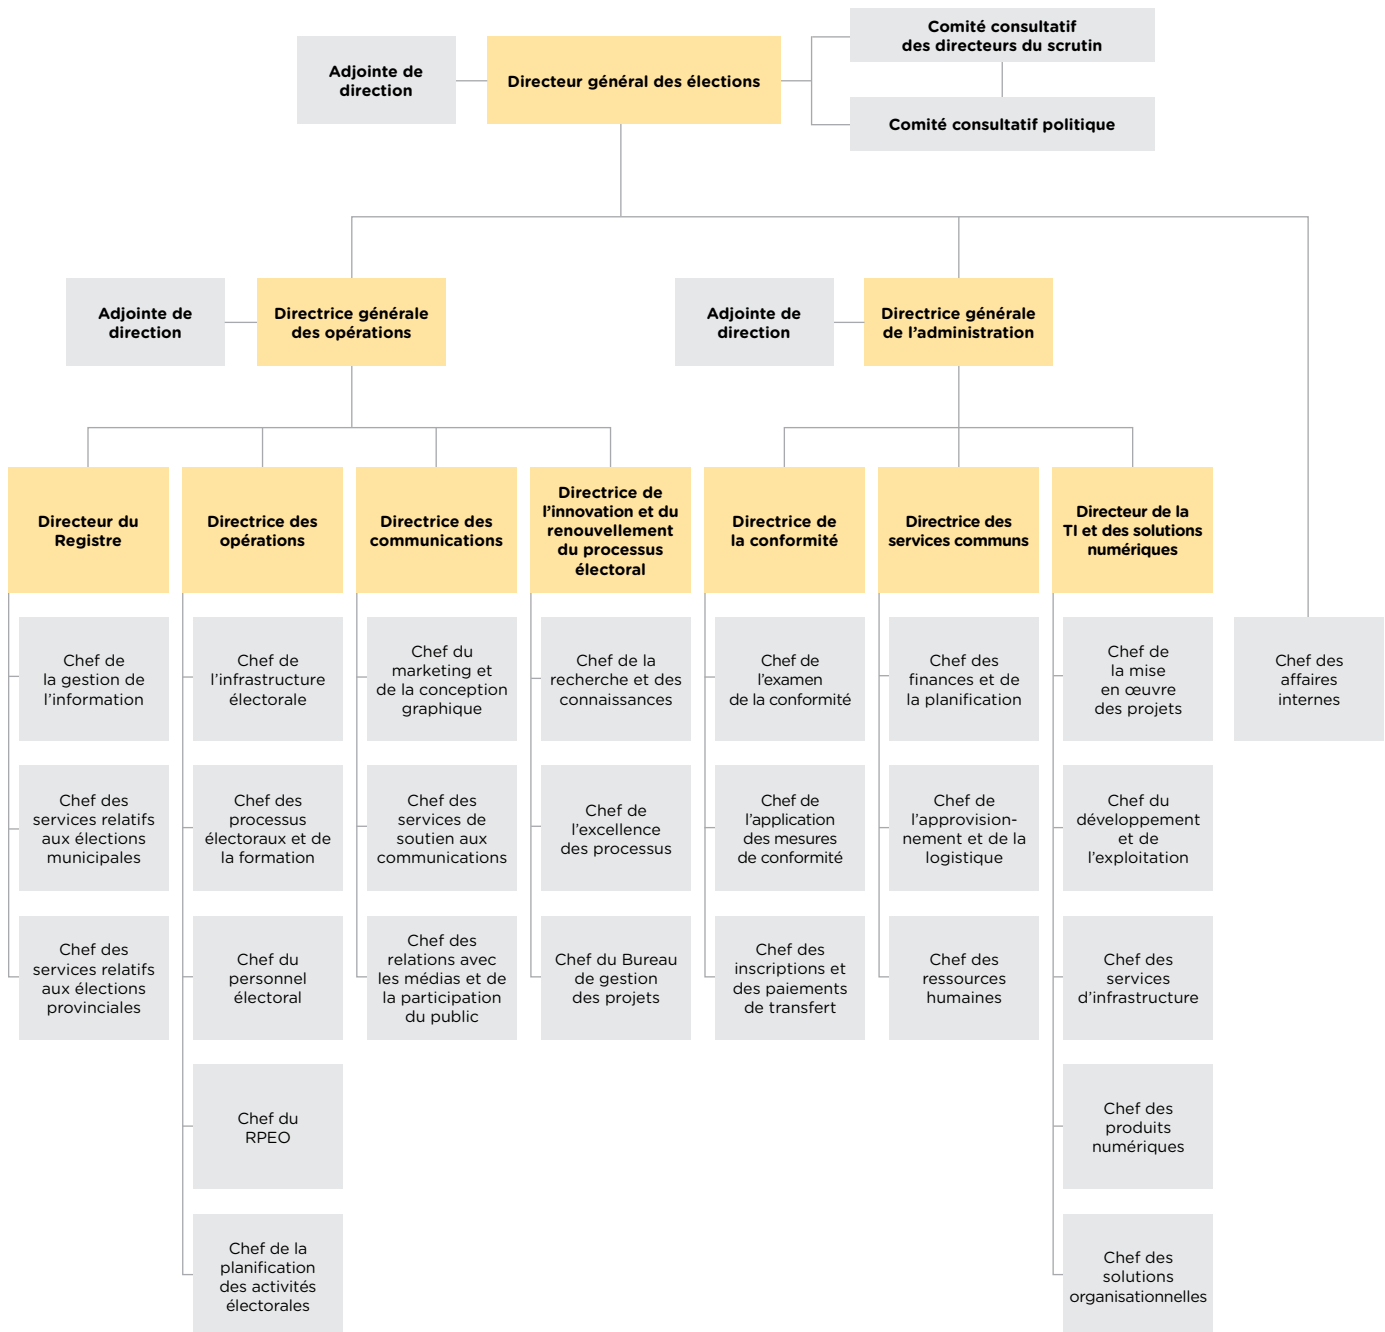 Comité consultatif
des directeurs du scrutin
Adjointe de
direction
Directeur général des élections
Comité consultatif politique
Adjointe de
direction
Directrice générale
des opérations
Adjointe de
direction
Directrice générale
de l’administration
Directeur du
Registre
Directrice des
opérations
Directrice des
communications
Directrice de
l’innovation et du
renouvellement
du processus
électoral
Directrice de
la conformité
Directrice des
services communs
Directeur de la
TI et des solutions
numériques
Chef de
la gestion de
l’information
Chef de
l’infrastructure
électorale
Chef du
marketing et
de la conception
graphique
Chef de la
recherche et des
connaissances
Chef de
l’examen
de la conformité
Chef des
finances et de
la planification
Chef de
la mise
en œuvre
des projets
Chef des
affaires
internes
Chef des
services relatifs
aux élections
municipales
Chef des
processus
électoraux et de
la formation
Chef des
services de
soutien aux
communications
Chef de
l’excellence
des processus
Chef de
l’application
des mesures
de conformité
Chef de
l’approvision-
nement et de la
logistique
Chef du
développement
et de
l’exploitation
Chef des
services relatifs
aux élections
provinciales
Chef du
personnel
électoral
Chef des
relations avec
les médias et de
la participation
du public
Chef du Bureau
de gestion
des projets
Chef des
inscriptions et
des paiements
de transfert
Chef des
ressources
humaines
Chef des
services
d’infrastructure
Chef du
RPEO
Chef des
produits
numériques
Chef de la
planification
des activités
électorales
Chef des
solutions
organisationnelles